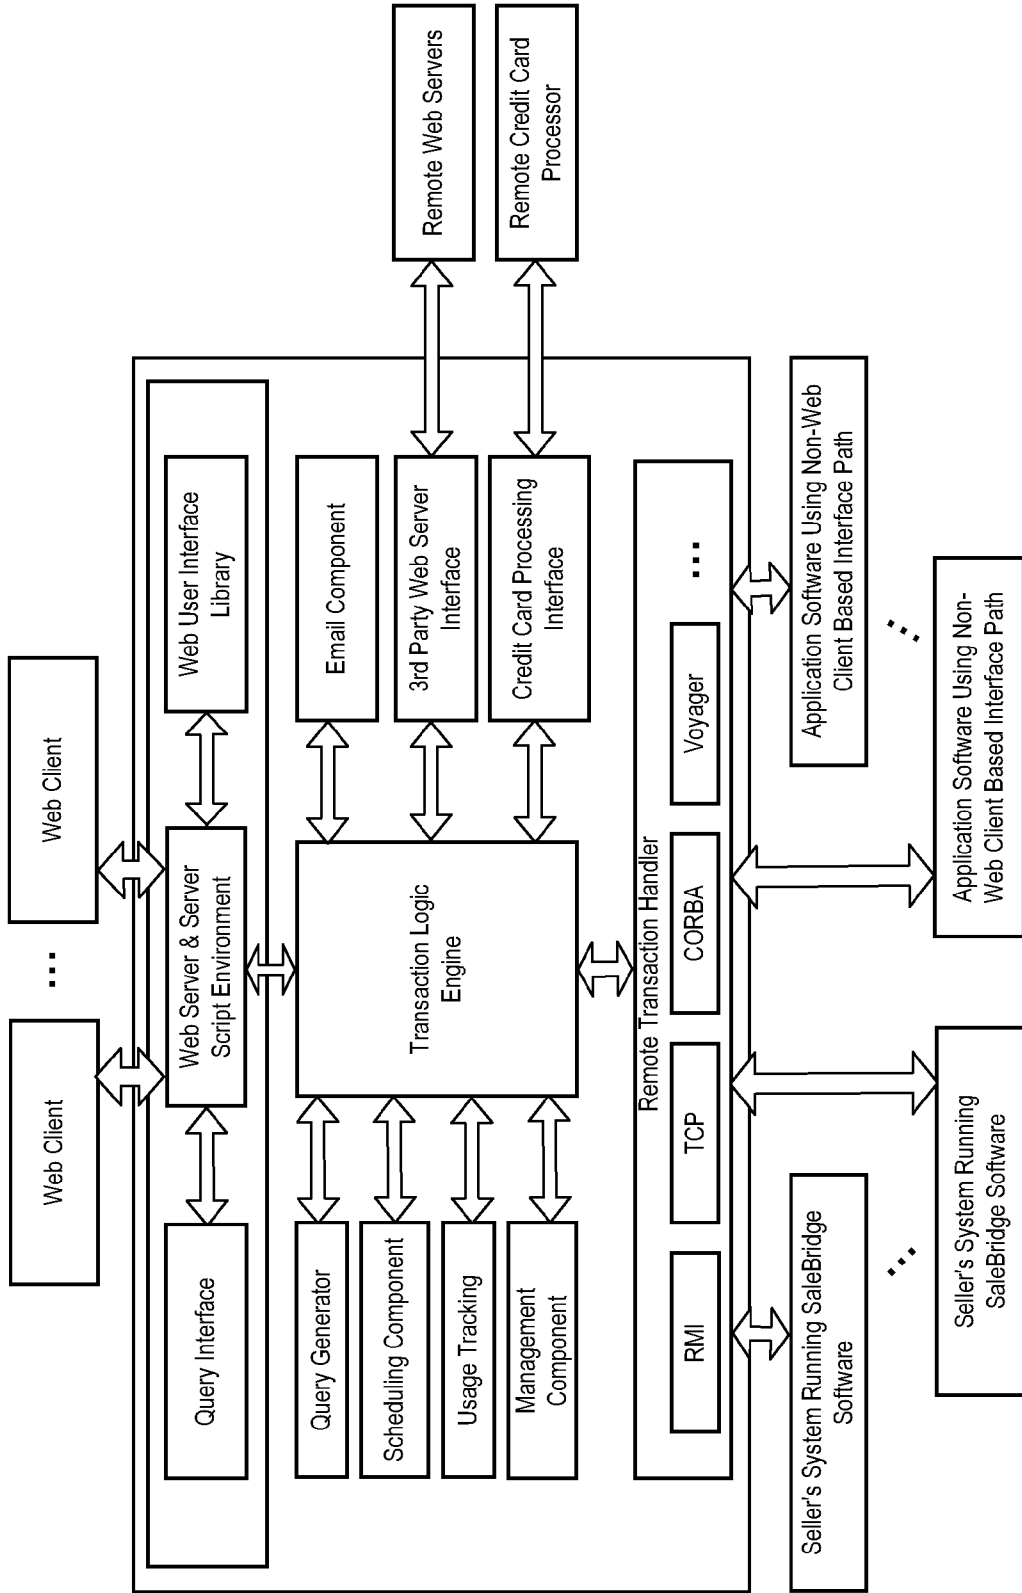 Web Client
...
Web Client
Query Interface
Web Server & Server
Script Environment
Web User Interface
Library
Query Generator
Scheduling Component
Usage Tracking
Management
Component
Transaction Logic
Engine
Email Component
3rd Party Web Server
Interface
Credit Card Processing
Interface
Remote Web Servers
Remote Credit Card
Processor
Remote Transaction Handler
RMI
TCP
CORBA
Voyager
...
Seller's System Running SaleBridge
Software
...
Seller's System Running
SaleBridge Software
Application Software Using Non-Web
Client Based Interface Path
...
Application Software Using Non-
Web Client Based Interface Path